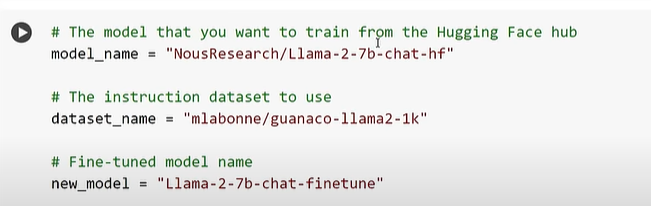 # The model that you want to train from the Hugging Face hub
model_name = "NousResearch/Llama-2-7b-chat-hf"
# The instruction dataset to use
dataset_name = "mlabonne/guanaco-llama2-1k"
# Fine-tuned model name
new_model = "Llama-2-7b-chat-finetune"